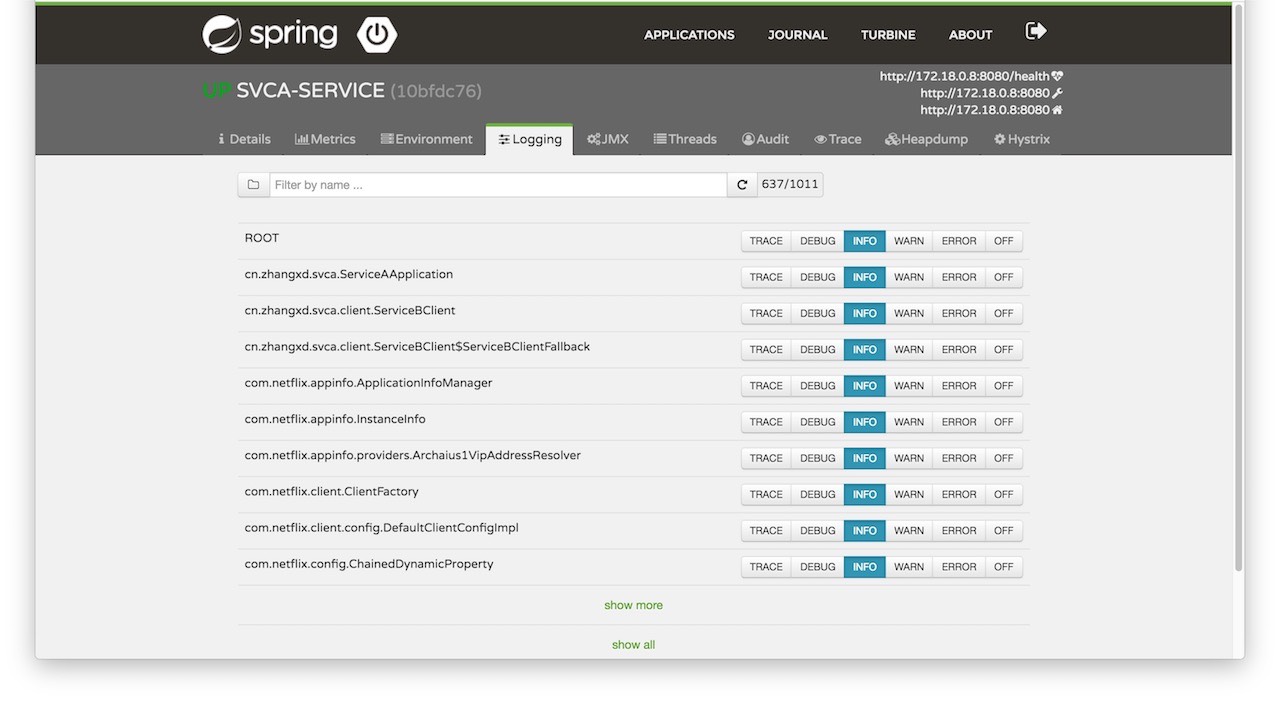 spring APPLICATIONS JOURNAL TURBINE ABOUT
UP SVCA-SERVICE (10bfdc76)
http://172.18.0.8:8080/health
http://172.18.0.8:8080
http://172.18.0.8:8080
Details Metrics Environment Logging JMX Threads Audit Trace Heapdump Hystrix
Filter by name ... 637/1011
ROOT TRACE DEBUG INFO WARN ERROR OFF
cn.zhangxd.svca.ServiceAApplication TRACE DEBUG INFO WARN ERROR OFF
cn.zhangxd.svca.client.ServiceBClient TRACE DEBUG INFO WARN ERROR OFF
cn.zhangxd.svca.client.ServiceBClient$ServiceBClientFallback TRACE DEBUG INFO WARN ERROR OFF
com.netflix.appinfo.ApplicationInfoManager TRACE DEBUG INFO WARN ERROR OFF
com.netflix.appinfo.InstanceInfo TRACE DEBUG INFO WARN ERROR OFF
com.netflix.appinfo.providers.Archaius1VipAddressResolver TRACE DEBUG INFO WARN ERROR OFF
com.netflix.client.ClientFactory TRACE DEBUG INFO WARN ERROR OFF
com.netflix.client.config.DefaultClientConfigImpl TRACE DEBUG INFO WARN ERROR OFF
com.netflix.config.ChainedDynamicProperty TRACE DEBUG INFO WARN ERROR OFF
show more
show all